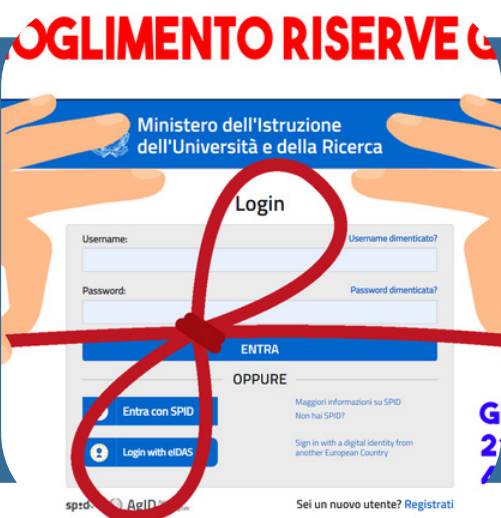 OGLIMENTO RISERVE G
Ministero dell'Istruzione
dell'Università e della Ricerca
Login
Username:
Username dimenticato?
Password:
Password dimenticata?
ENTRA
OPPURE
Entra con SPID
Maggiori informazioni su SPID
Non hai SPID?
Login with eIDAS
Sign in with a digital identity from
another European Country
AgID
Sei un nuovo utente? Registrati
G